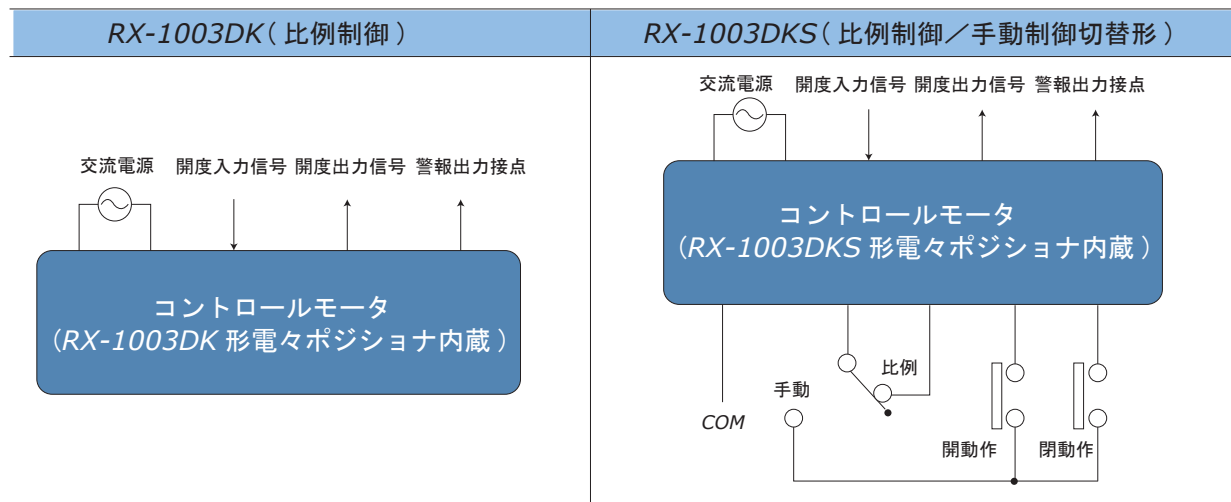 RX-1003DK（比例制御）
交流電源
開度入力信号
開度出力信号
警報出力接点
コントロールモータ
（RX-1003DK 形電々ポジショナ内蔵）
RX-1003DKS（比例制御／手動制御切替形）
交流電源
開度入力信号
開度出力信号
警報出力接点
コントロールモータ
（RX-1003DKS 形電々ポジショナ内蔵）
比例
手動
COM
開動作
閉動作